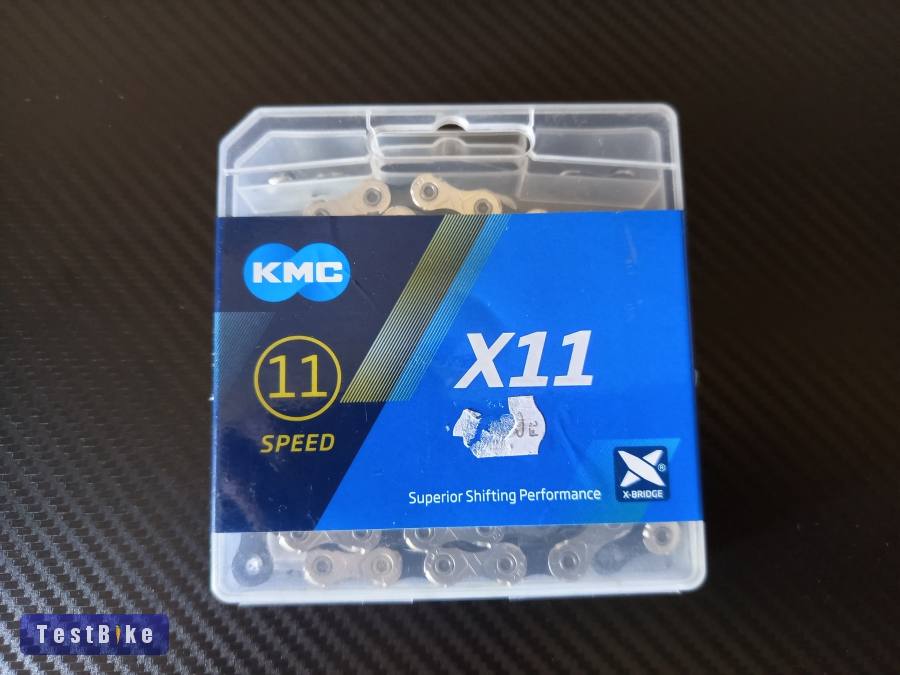 KMC
11
SPEED
X11
Superior Shifting Performance
X-BRIDGE
®
TestBike